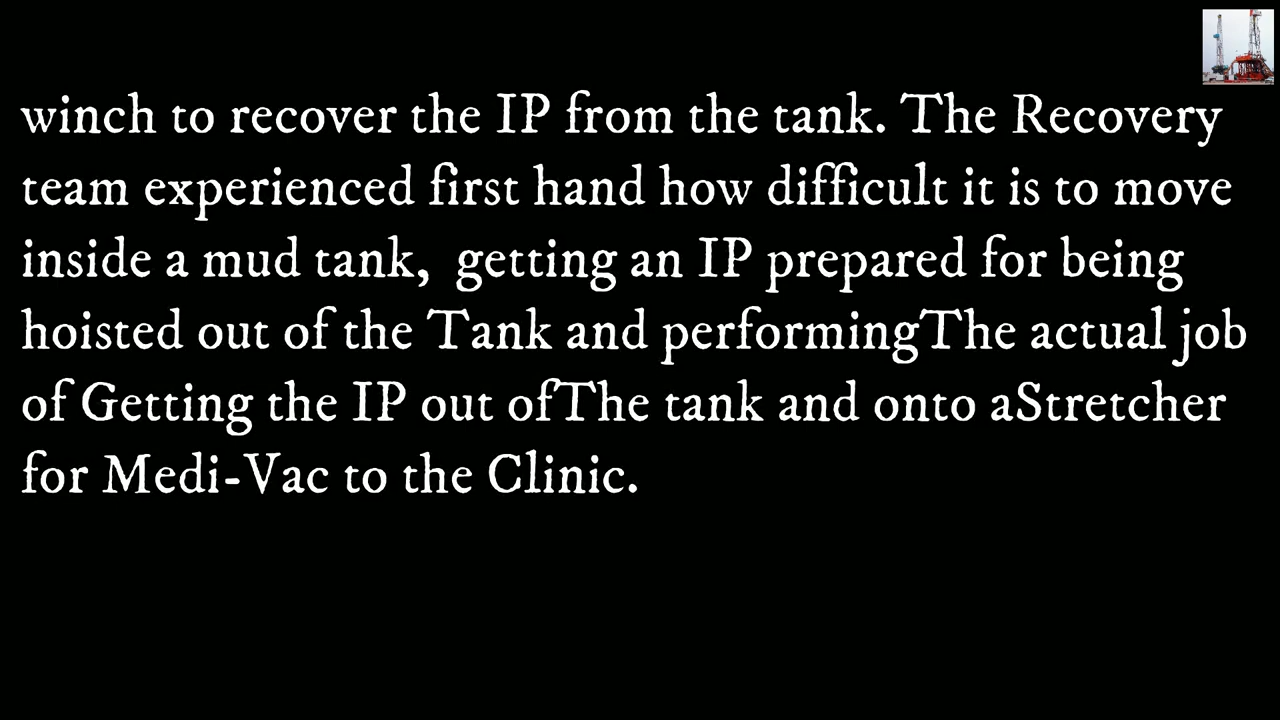 winch to recover the IP from the tank. The Recovery
team experienced first hand how difficult it is to move
inside a mud tank,  getting an IP prepared for being
hoisted out of the Tank and performingThe actual job
of Getting the IP out ofThe tank and onto aStretcher
for Medi-Vac to the Clinic.